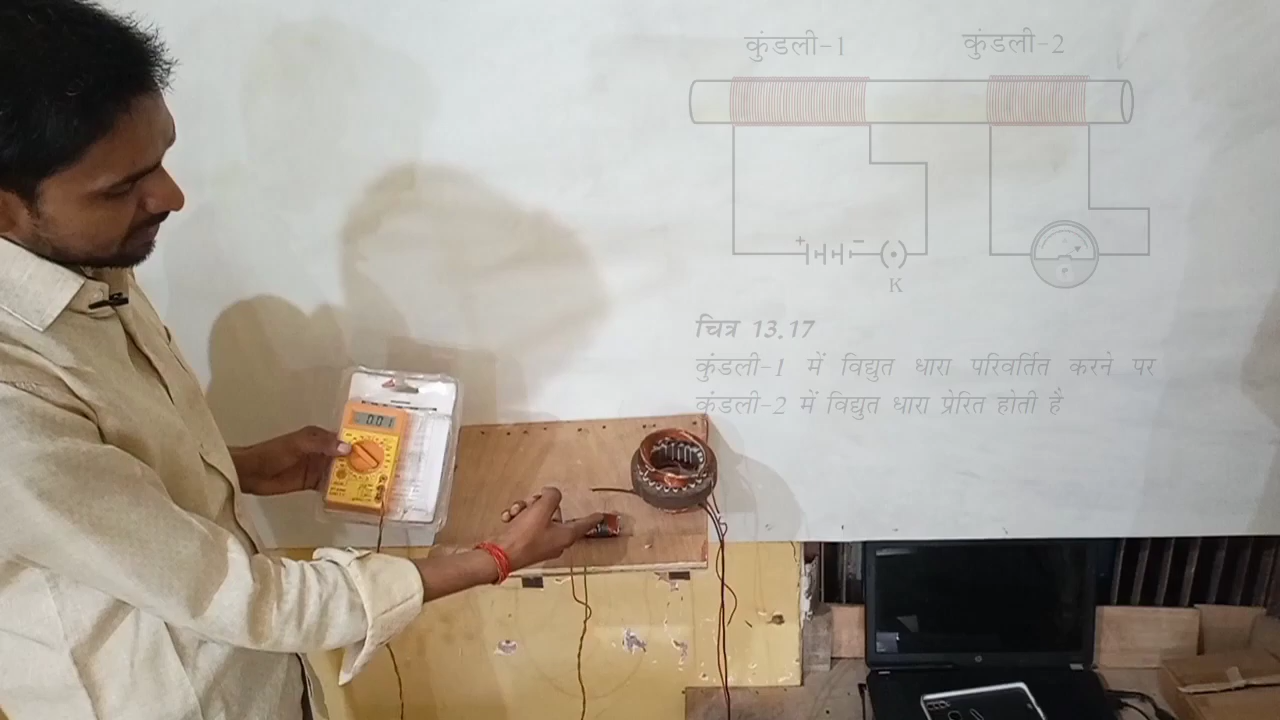 कुंडली-1
कुंडली-2
+
−
K
चित्र 13.17
कुंडली-1 में विद्युत धारा परिवर्तित करने पर
कुंडली-2 में विद्युत धारा प्रेरित होती है
0.01